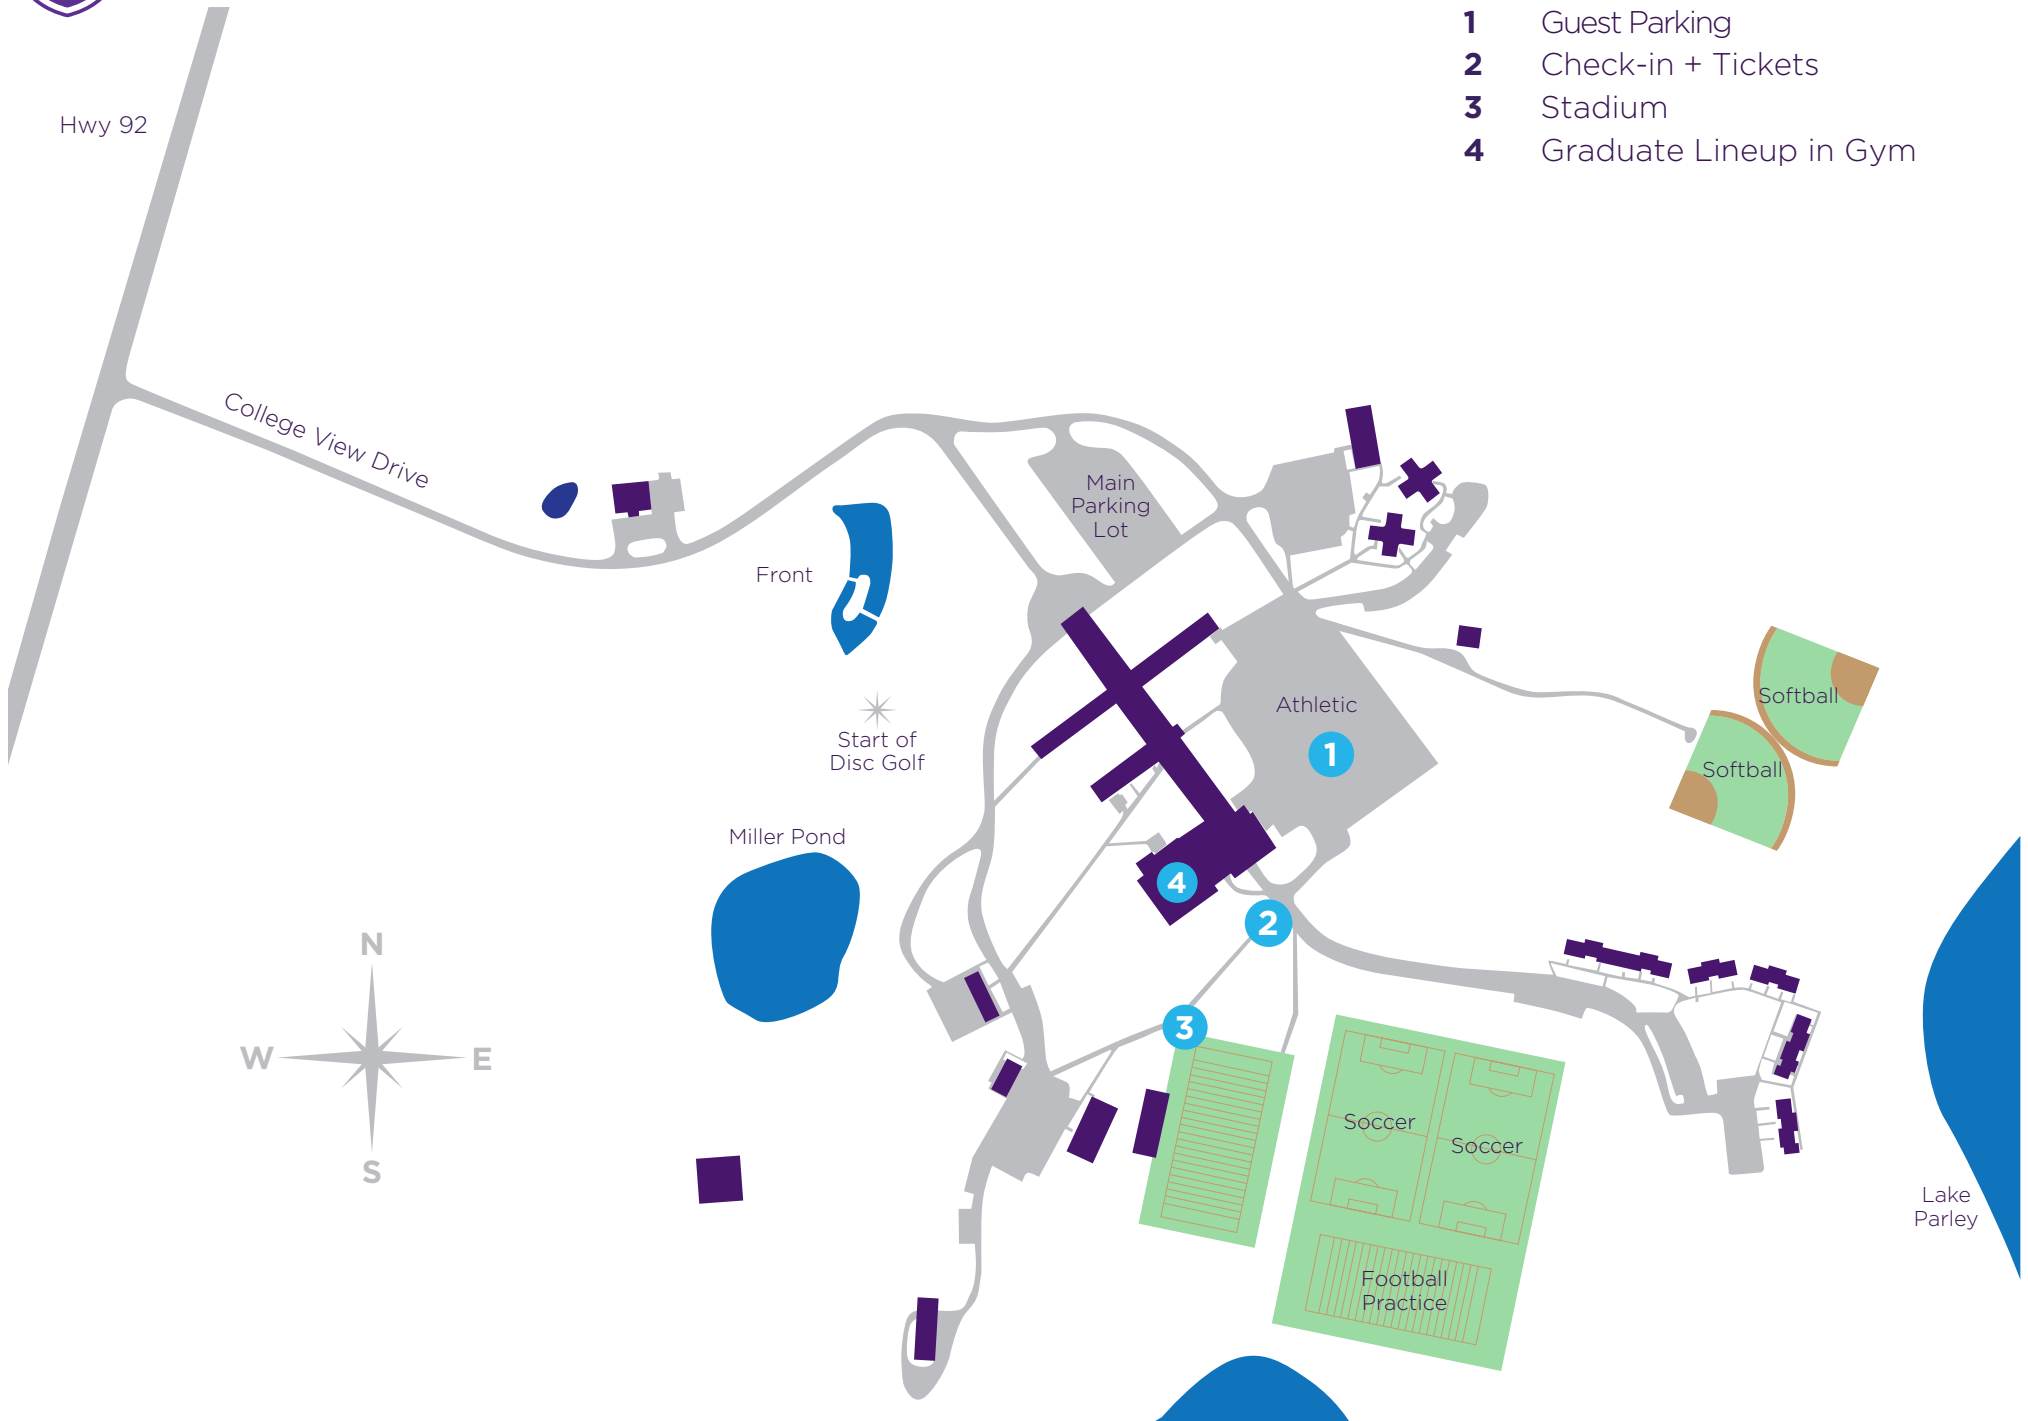 1 Guest Parking
2 Check-in + Tickets
3 Stadium
4 Graduate Lineup in Gym
Hwy 92
College View Drive
Main
Parking
Lot
Front
Start of
Disc Golf
Athletic
1
Softball
Softball
Miller Pond
4
2
3
N
W
E
S
Soccer
Soccer
Football
Practice
Lake
Parley